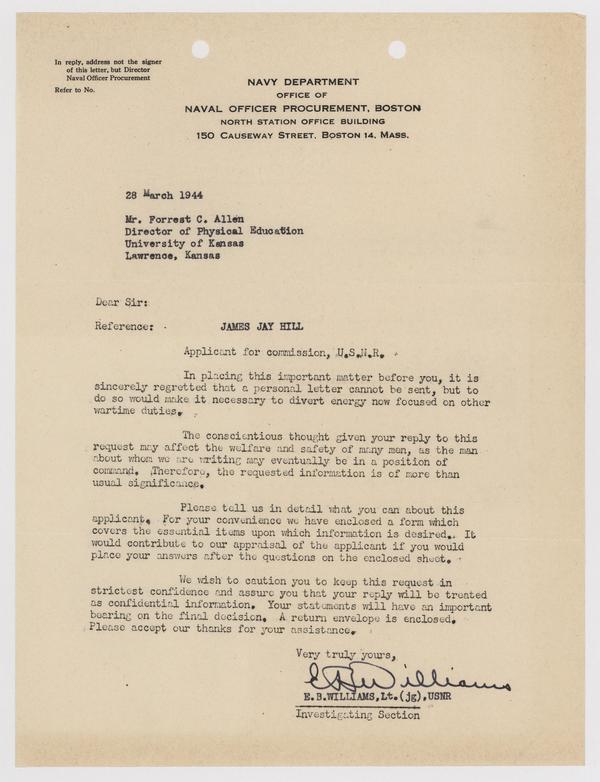 In reply, address not the signer
of this letter, but Director
Naval Officer Procurement
Refer to No.
NAVY DEPARTMENT
OFFICE OF
NAVAL OFFICER PROCUREMENT, BOSTON
NORTH STATION OFFICE BUILDING
150 CAUSEWAY STREET, BOSTON 14, MASS.
28 March 1944
Mr. Forrest C. Allen
Director of Physical Education
University of Kansas
Lawrence, Kansas
Dear Sir:
Reference: JAMES JAY HILL
Applicant for commission, U.S.N.R.
In placing this important matter before you, it is
sincerely regretted that a personal letter cannot be sent, but to
do so would make it necessary to divert energy now focused on other
wartime duties.
The conscientious thought given your reply to this
request may affect the welfare and safety of many men, as the man
about whom we are writing may eventually be in a position of
command. Therefore, the requested information is of more than
usual significance.
Please tell us in detail what you can about this
applicant. For your convenience we have enclosed a form which
covers the essential items upon which information is desired. It
would contribute to our appraisal of the applicant if you would
place your answers after the questions on the enclosed sheet.
We wish to caution you to keep this request in
strictest confidence and assure you that your reply will be treated
as confidential information. Your statements will have an important
bearing on the final decision. A return envelope is enclosed.
Please accept our thanks for your assistance.
Very truly yours,
E B Williams
E.B.WILLIAMS,Lt.(jg),USNR
Investigating Section